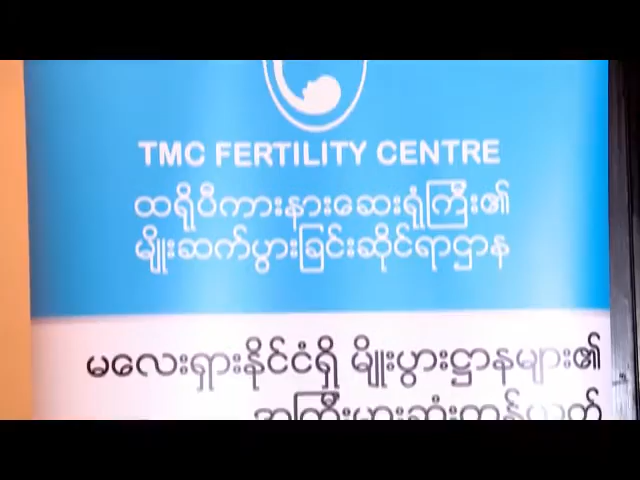 TMC FERTILITY CENTRE
ထရိုပီကားနားဆေးရုံကြီး၏
မျိုးဆက်ပွားခြင်းဆိုင်ရာဌာန
မလေးရှားနိုင်ငံရှိ မျိုးပွားဋ္ဌာနများ၏